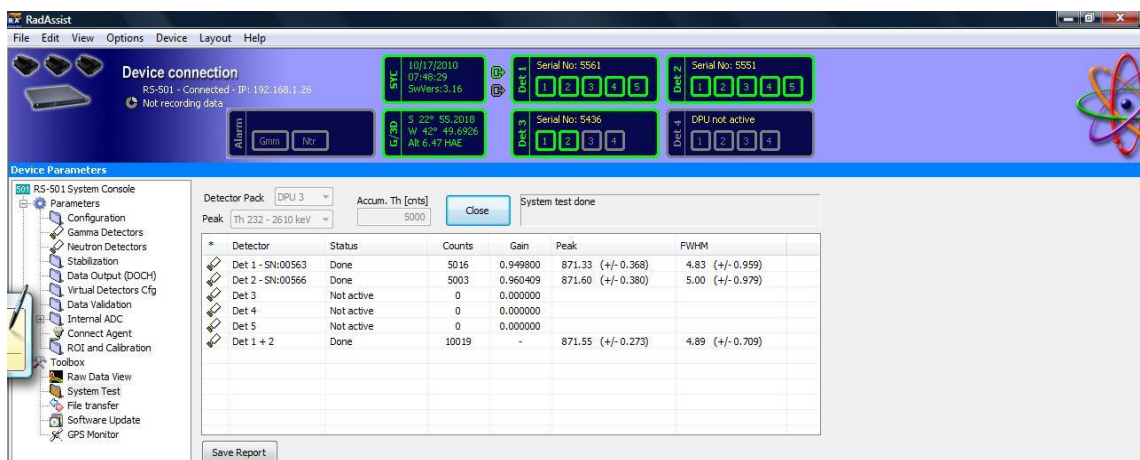 RadAssist
File Edit View Options Device Layout Help
Device connection
RS-501 - Connected - IP: 192.168.1.26
Not recording data
Alarm
Gmm Ntr
SYC
10/17/2010
07:48:29
SwVers:3.16
G/3D
S 22° 55.2018
W 42° 49.6926
Alt 6.47 HAE
Det 1
Serial No: 5561
1 2 3 4 5
Det 2
Serial No: 5551
1 2 3 4 5
Det 3
Serial No: 5436
1 2 3 4
Det 4
DPU not active
1 2 3 4
Device Parameters
501 RS-501 System Console
Parameters
Configuration
Gamma Detectors
Neutron Detectors
Stabilization
Data Output (DOCH)
Virtual Detectors Cfg
Data Validation
Internal ADC
Connect Agent
ROI and Calibration
Toolbox
Raw Data View
System Test
File transfer
Software Update
GPS Monitor
Detector Pack DPU 3
Peak Th 232 - 2610 keV
Accum. Th [cnts]
5000
Close
System test done
* Detector Status Counts Gain Peak FWHM
Det 1 - SN:00563 Done 5016 0.949800 871.33 (+/-0.368) 4.83 (+/-0.959)
Det 2 - SN:00566 Done 5003 0.960409 871.60 (+/-0.380) 5.00 (+/-0.979)
Det 3 Not active 0 0.000000
Det 4 Not active 0 0.000000
Det 5 Not active 0 0.000000
Det 1 + 2 Done 10019 - 871.55 (+/-0.273) 4.89 (+/-0.709)
Save Report